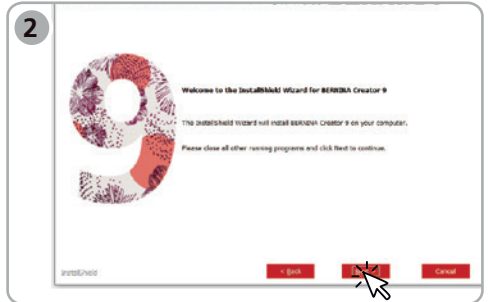 2
9
Welcome to the InstallShield Wizard for BERNINA Creator 9
The InstallShield Wizard will install BERNINA Creator 9 on your computer.
Please close all other running programs and click Next to continue.
InstallShield
< Back
Cancel